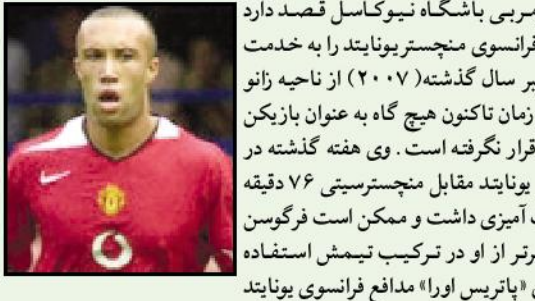 مربی باشگاه نیوکاسل قصد دارد
فرانسوی منچستریونایتد را به خدمت
بر سال گذشته( ۲۰۰۷) از ناحیه زانو
زمان تاکنون هیچ گاه به عنوان بازیکن
قرار نگرفته است . وی هفته گذشته در
یونایتد مقابل منچسترسیتی ۷۶ دقیقه
آمیزی داشت و ممکن است فرگوسن
رتر از او در ترکیب تیمش استفاده
«پاتریس اورا» مدافع فرانسوی یونایتد